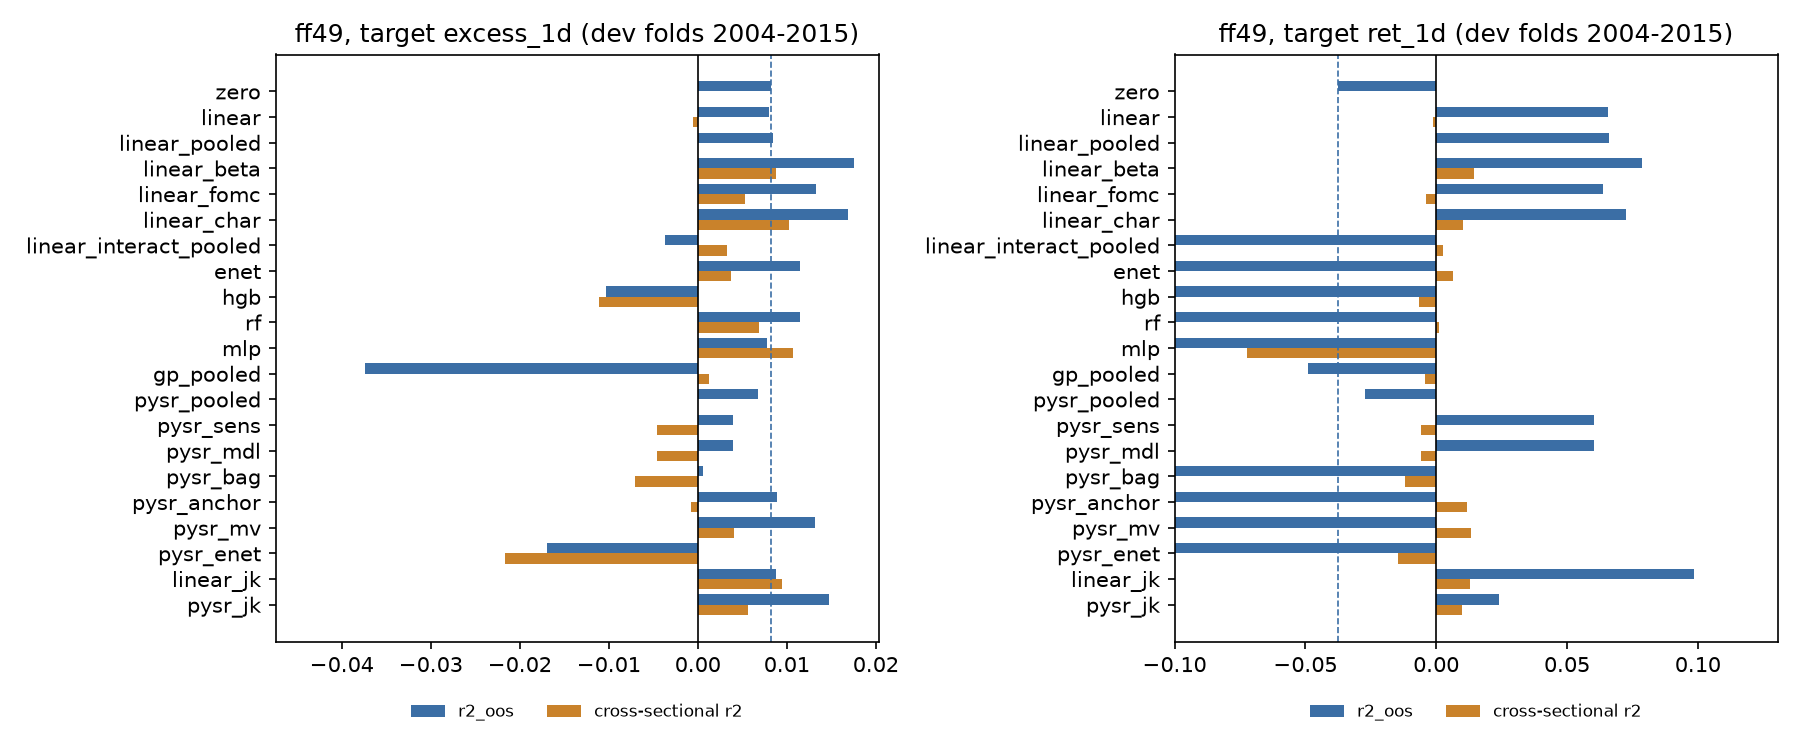 ff49, target excess_1d (dev folds 2004-2015)
zero
linear
linear_pooled
linear_beta
linear_fomc
linear_char
linear_interact_pooled
enet
hgb
rf
mlp
gp_pooled
pysr_pooled
pysr_sens
pysr_mdl
pysr_bag
pysr_anchor
pysr_mv
pysr_enet
linear_jk
pysr_jk
−0.04 −0.03 −0.02 −0.01 0.00 0.01 0.02
r2_oos cross-sectional r2
ff49, target ret_1d (dev folds 2004-2015)
zero
linear
linear_pooled
linear_beta
linear_fomc
linear_char
linear_interact_pooled
enet
hgb
rf
mlp
gp_pooled
pysr_pooled
pysr_sens
pysr_mdl
pysr_bag
pysr_anchor
pysr_mv
pysr_enet
linear_jk
pysr_jk
−0.10 −0.05 0.00 0.05 0.10
r2_oos cross-sectional r2